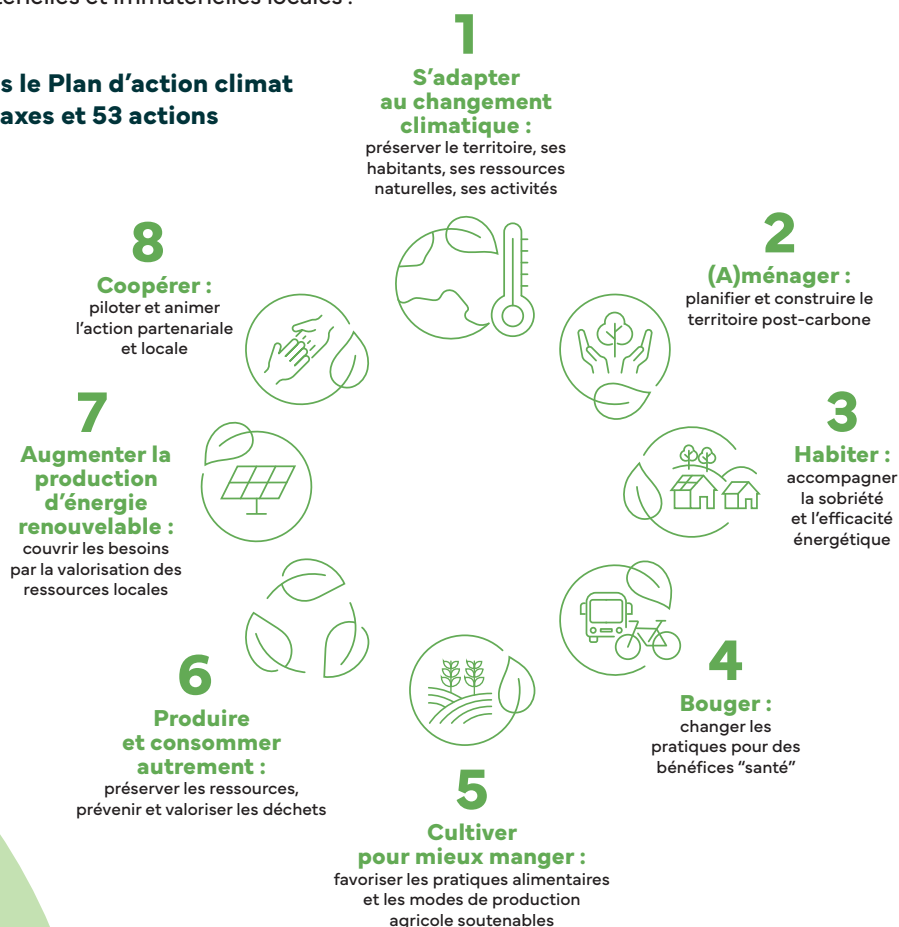 et immatérielles locales :
s le Plan d’action climat
axes et 53 actions
1
S’adapter
au changement
climatique :
préserver le territoire, ses
habitants, ses ressources
naturelles, ses activités
2
(A)ménager :
planifier et construire le
territoire post-carbone
3
Habiter :
accompagner
la sobriété
et l’efficacité
énergétique
4
Bouger :
changer les
pratiques pour des
bénéfices “santé”
5
Cultiver
pour mieux manger :
favoriser les pratiques alimentaires
et les modes de production
agricole soutenables
6
Produire
et consommer
autrement :
préserver les ressources,
prévenir et valoriser les déchets
7
Augmenter la
production
d’énergie
renouvelable :
couvrir les besoins
par la valorisation des
ressources locales
8
Coopérer :
piloter et animer
l’action partenariale
et locale